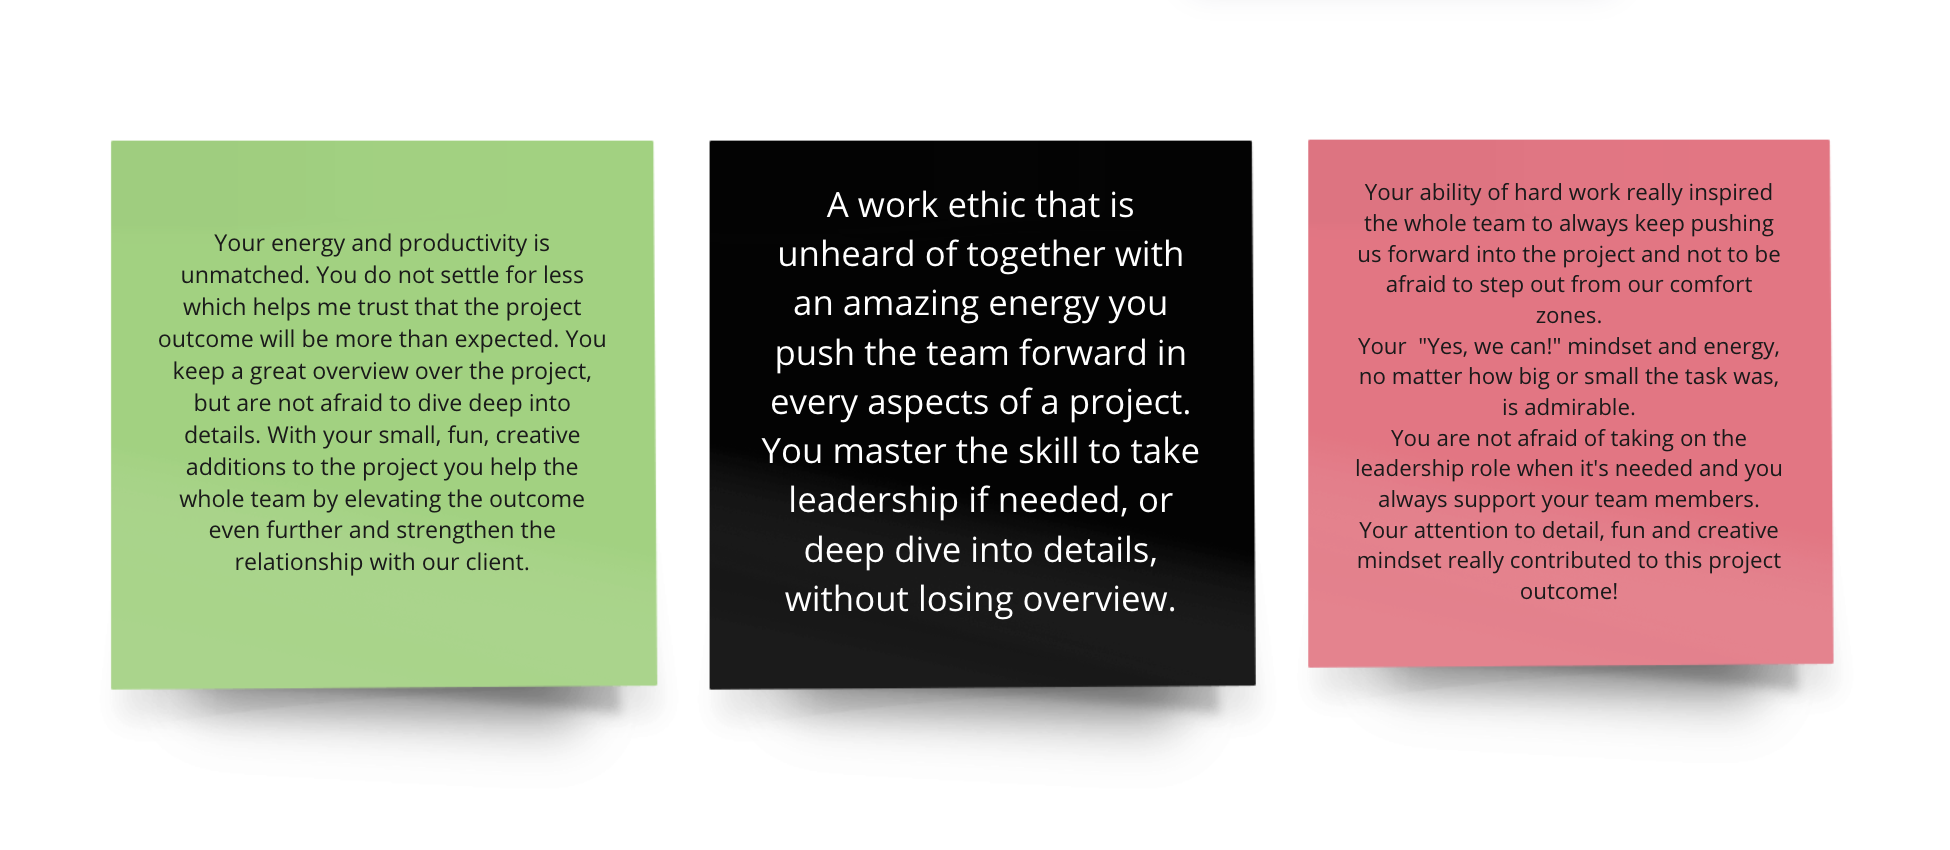 Your energy and productivity is
unmatched. You do not settle for less
which helps me trust that the project
outcome will be more than expected. You
keep a great overview over the project,
but are not afraid to dive deep into
details. With your small, fun, creative
additions to the project you help the
whole team by elevating the outcome
even further and strengthen the
relationship with our client.
A work ethic that is
unheard of together with
an amazing energy you
push the team forward in
every aspects of a project.
You master the skill to take
leadership if needed, or
deep dive into details,
without losing overview.
Your ability of hard work really inspired
the whole team to always keep pushing
us forward into the project and not to be
afraid to step out from our comfort
zones.
Your  "Yes, we can!" mindset and energy,
no matter how big or small the task was,
is admirable.
You are not afraid of taking on the
leadership role when it's needed and you
always support your team members.
Your attention to detail, fun and creative
mindset really contributed to this project
outcome!